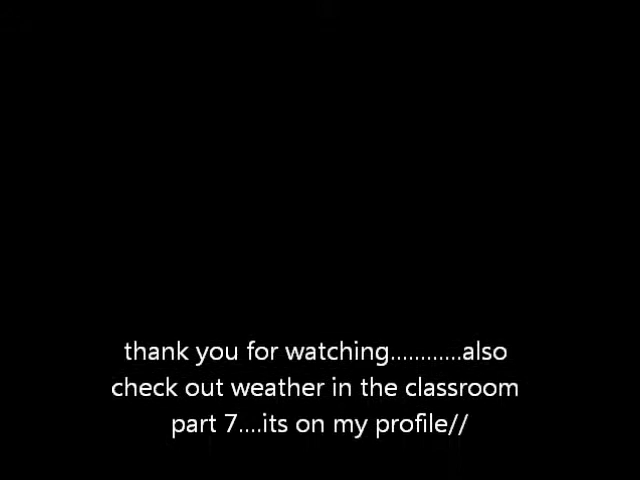 thank you for watching............also
check out weather in the classroom
part 7....its on my profile//